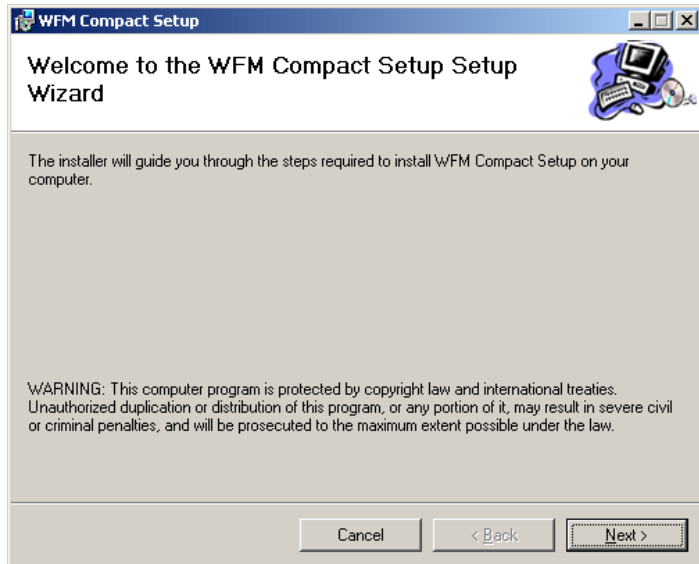 WFM Compact Setup
Welcome to the WFM Compact Setup Setup
Wizard
The installer will guide you through the steps required to install WFM Compact Setup on your
computer.
WARNING: This computer program is protected by copyright law and international treaties.
Unauthorized duplication or distribution of this program, or any portion of it, may result in severe civil
or criminal penalties, and will be prosecuted to the maximum extent possible under the law.
Cancel
< Back
Next >